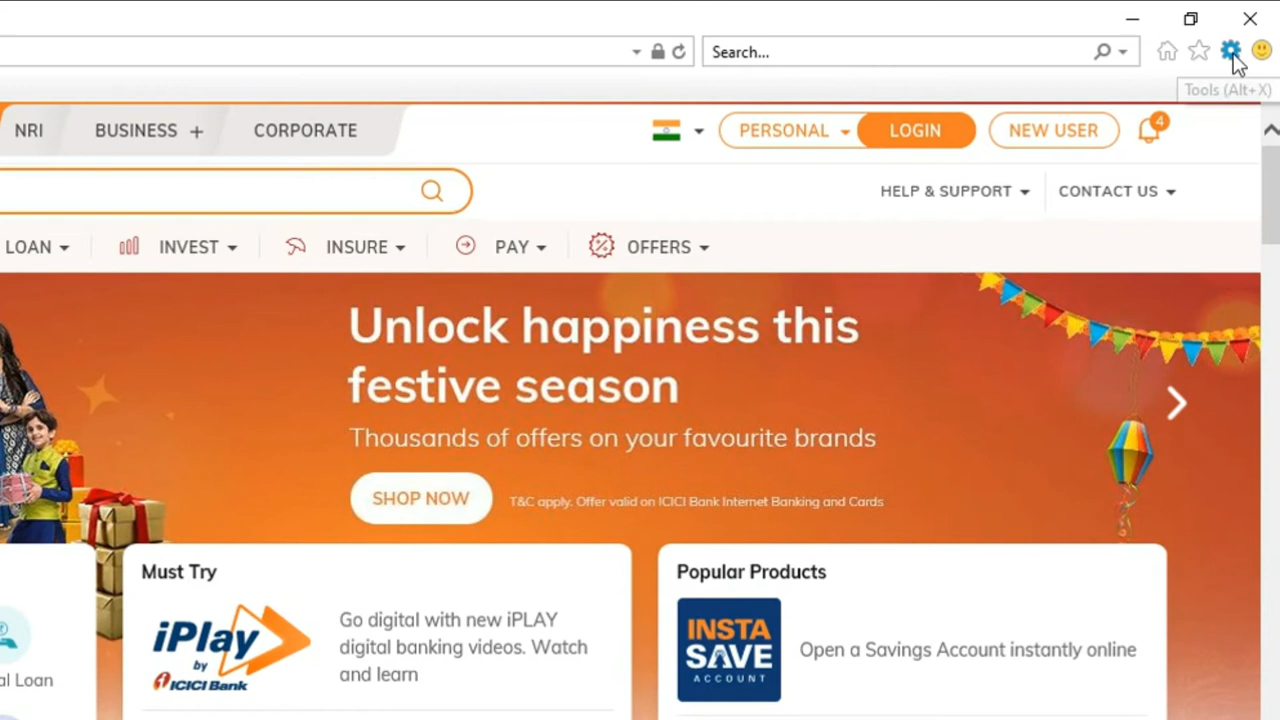 Search...
Tools (Alt+X)
NRI
BUSINESS +
CORPORATE
PERSONAL
LOGIN
NEW USER
4
HELP & SUPPORT
CONTACT US
LOAN
INVEST
INSURE
PAY
OFFERS
Unlock happiness this
festive season
Thousands of offers on your favourite brands
SHOP NOW
T&C apply. Offer valid on ICICI Bank Internet Banking and Cards
al Loan
Must Try
iPlay
by
ICICI Bank
Go digital with new iPLAY
digital banking videos. Watch
and learn
Popular Products
INSTA
SAVE
ACCOUNT
Open a Savings Account instantly online